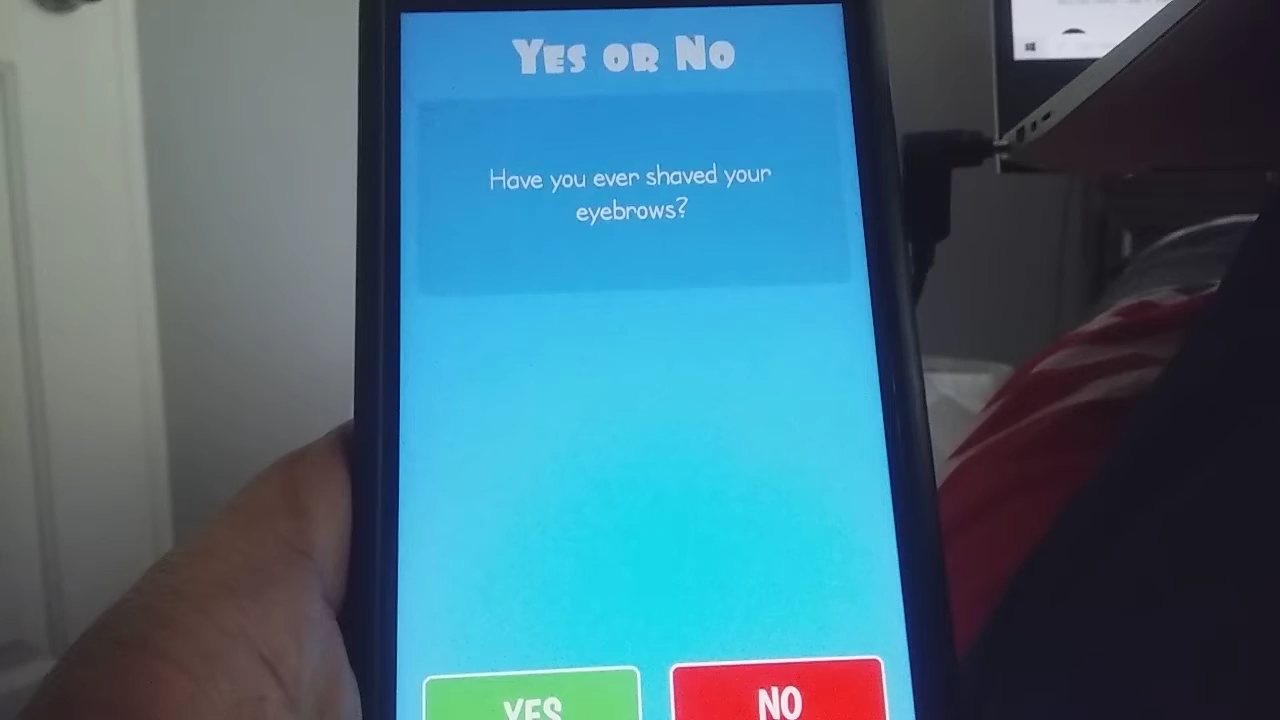 Yes or No
Have you ever shaved your
eyebrows?
YES
NO